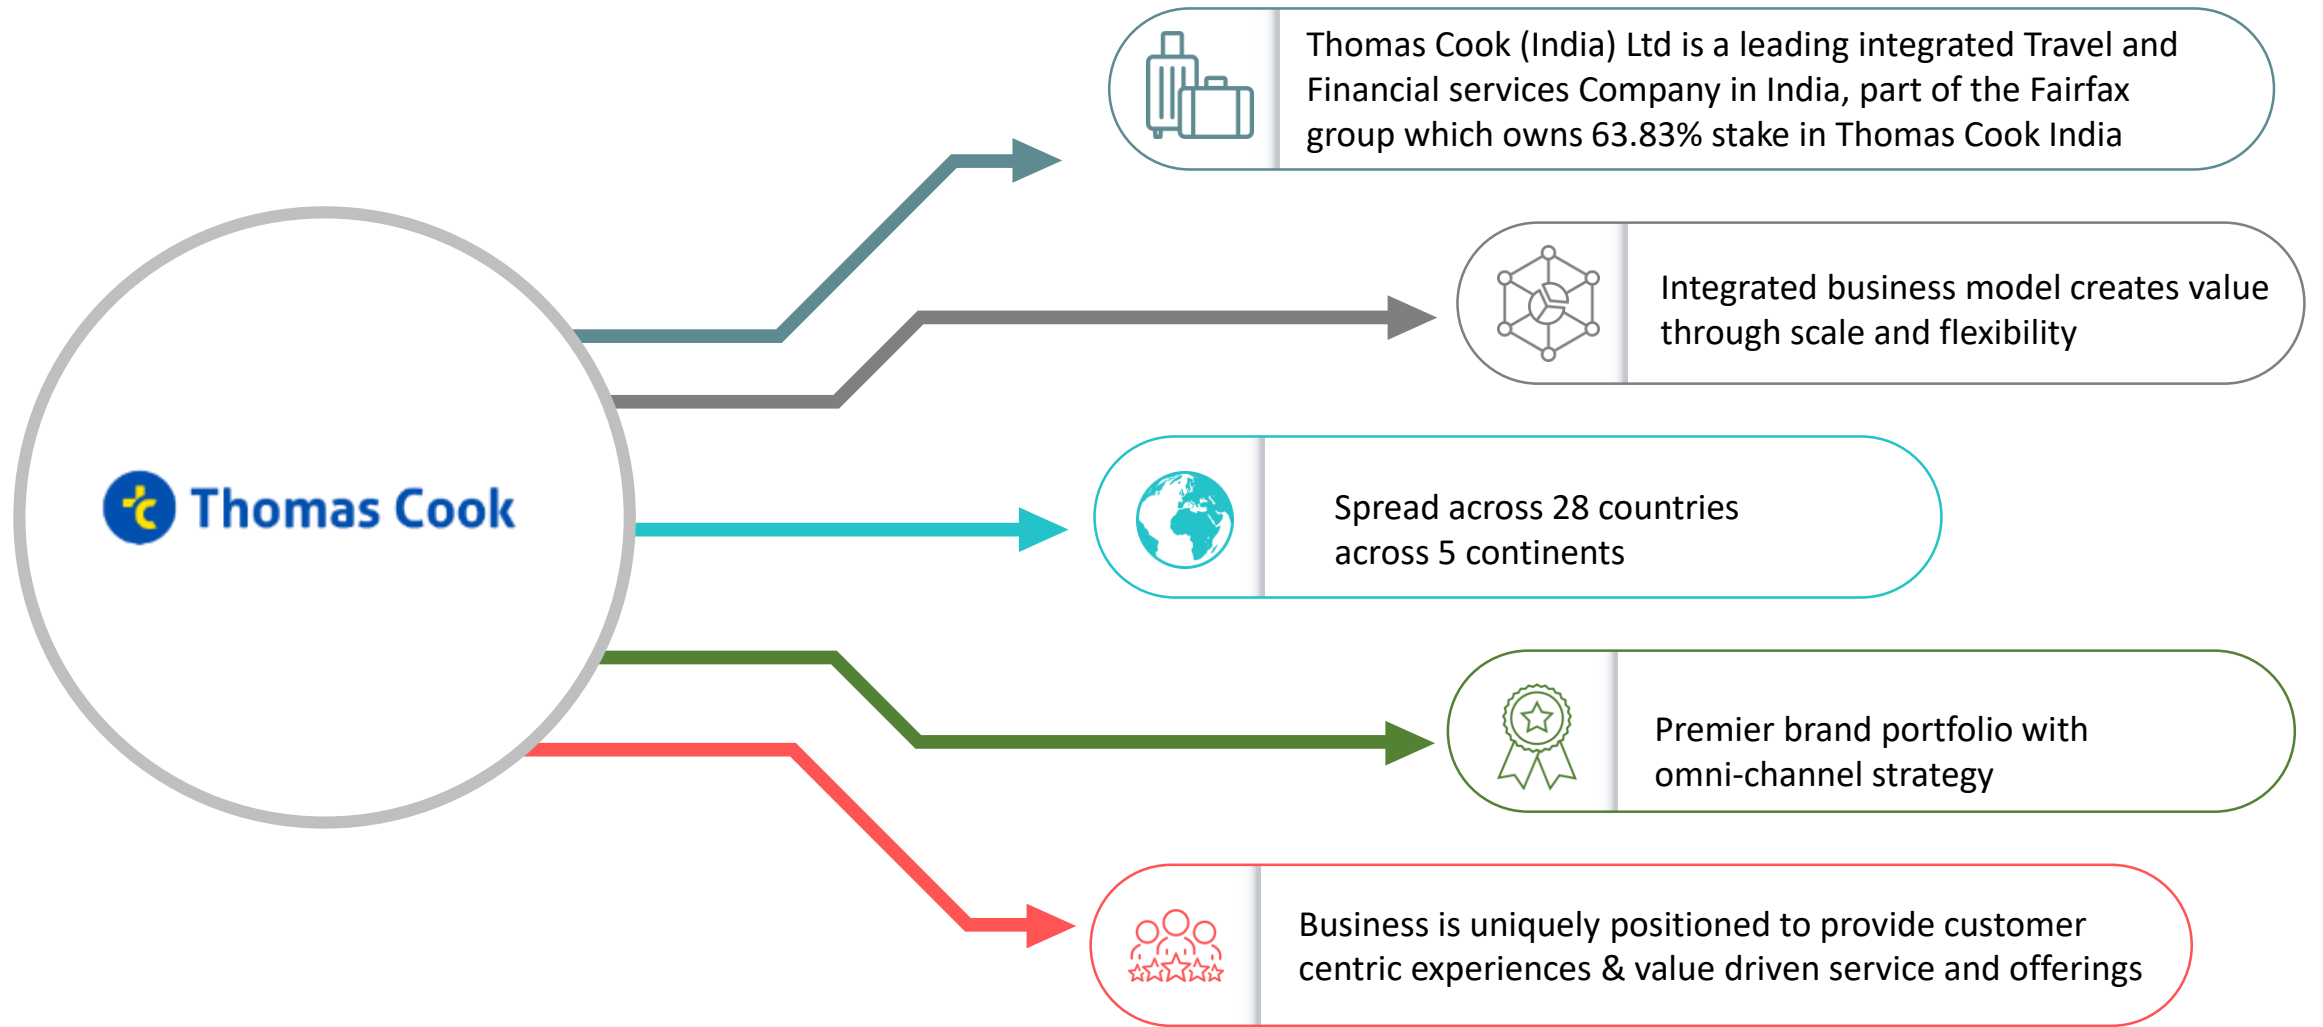 Thomas Cook (India) Ltd is a leading integrated Travel and
Financial services Company in India, part of the Fairfax
group which owns 63.83% stake in Thomas Cook India
Integrated business model creates value
through scale and flexibility
tc Thomas Cook
Spread across 28 countries
across 5 continents
Premier brand portfolio with
omni-channel strategy
Business is uniquely positioned to provide customer
centric experiences & value driven service and offerings